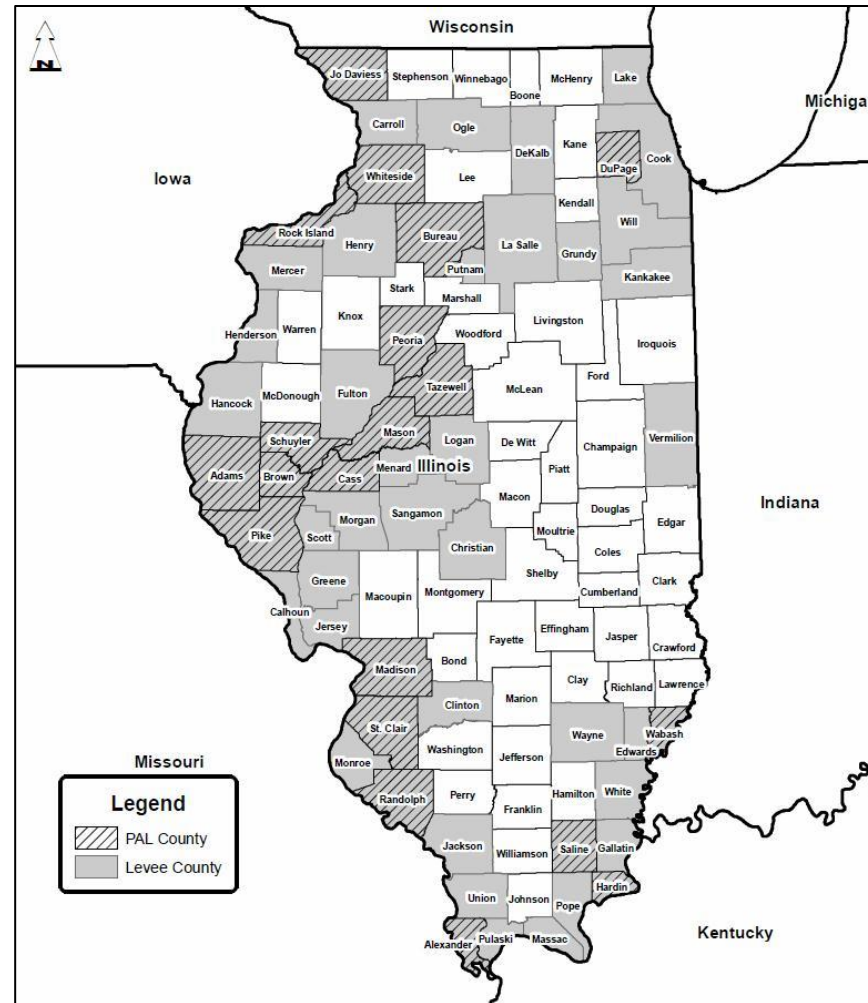 Wisconsin
N
Jo Daviess
Stephenson
Winnebago
Boone
McHenry
Lake
Michiga
Carroll
Ogle
DeKalb
Kane
Cook
DuPage
Iowa
Whiteside
Lee
Kendall
Will
Rock Island
Henry
Bureau
La Salle
Grundy
Putnam
Kankakee
Mercer
Stark
Marshall
Knox
Warren
Henderson
Peoria
Woodford
Livingston
Iroquois
Ford
Tazewell
McLean
Hancock
McDonough
Fulton
Mason
Logan
De Witt
Champaign
Vermilion
Schuyler
Adams
Brown
Cass
Menard
Illinois
Piatt
Macon
Indiana
Pike
Scott
Morgan
Sangamon
Christian
Moultrie
Douglas
Edgar
Coles
Shelby
Greene
Macoupin
Montgomery
Cumberland
Clark
Calhoun
Jersey
Fayette
Effingham
Jasper
Crawford
Madison
Bond
Clay
Richland
Lawrence
Clinton
Marion
St. Clair
Wayne
Edwards
Wabash
Washington
Missouri
Monroe
Jefferson
Randolph
Perry
Hamilton
White
Franklin
Jackson
Williamson
Saline
Gallatin
Hardin
Union
Johnson
Pope
Alexander
Pulaski
Massac
Kentucky
Legend
PAL County
Levee County